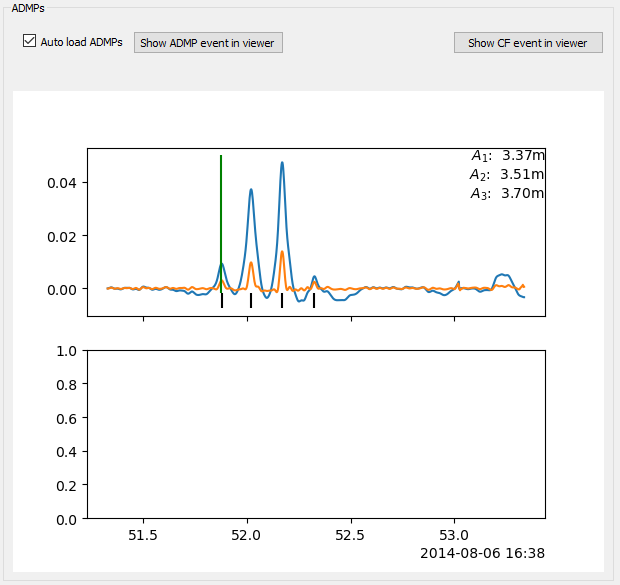 ADMPs
Auto load ADMPs
Show ADMP event in viewer
Show CF event in viewer
A₁: 3.37m
A₂: 3.51m
A₃: 3.70m
0.04
0.02
0.00
1.0
0.8
0.6
0.4
0.2
0.0
51.5 52.0 52.5 53.0
2014-08-06 16:38